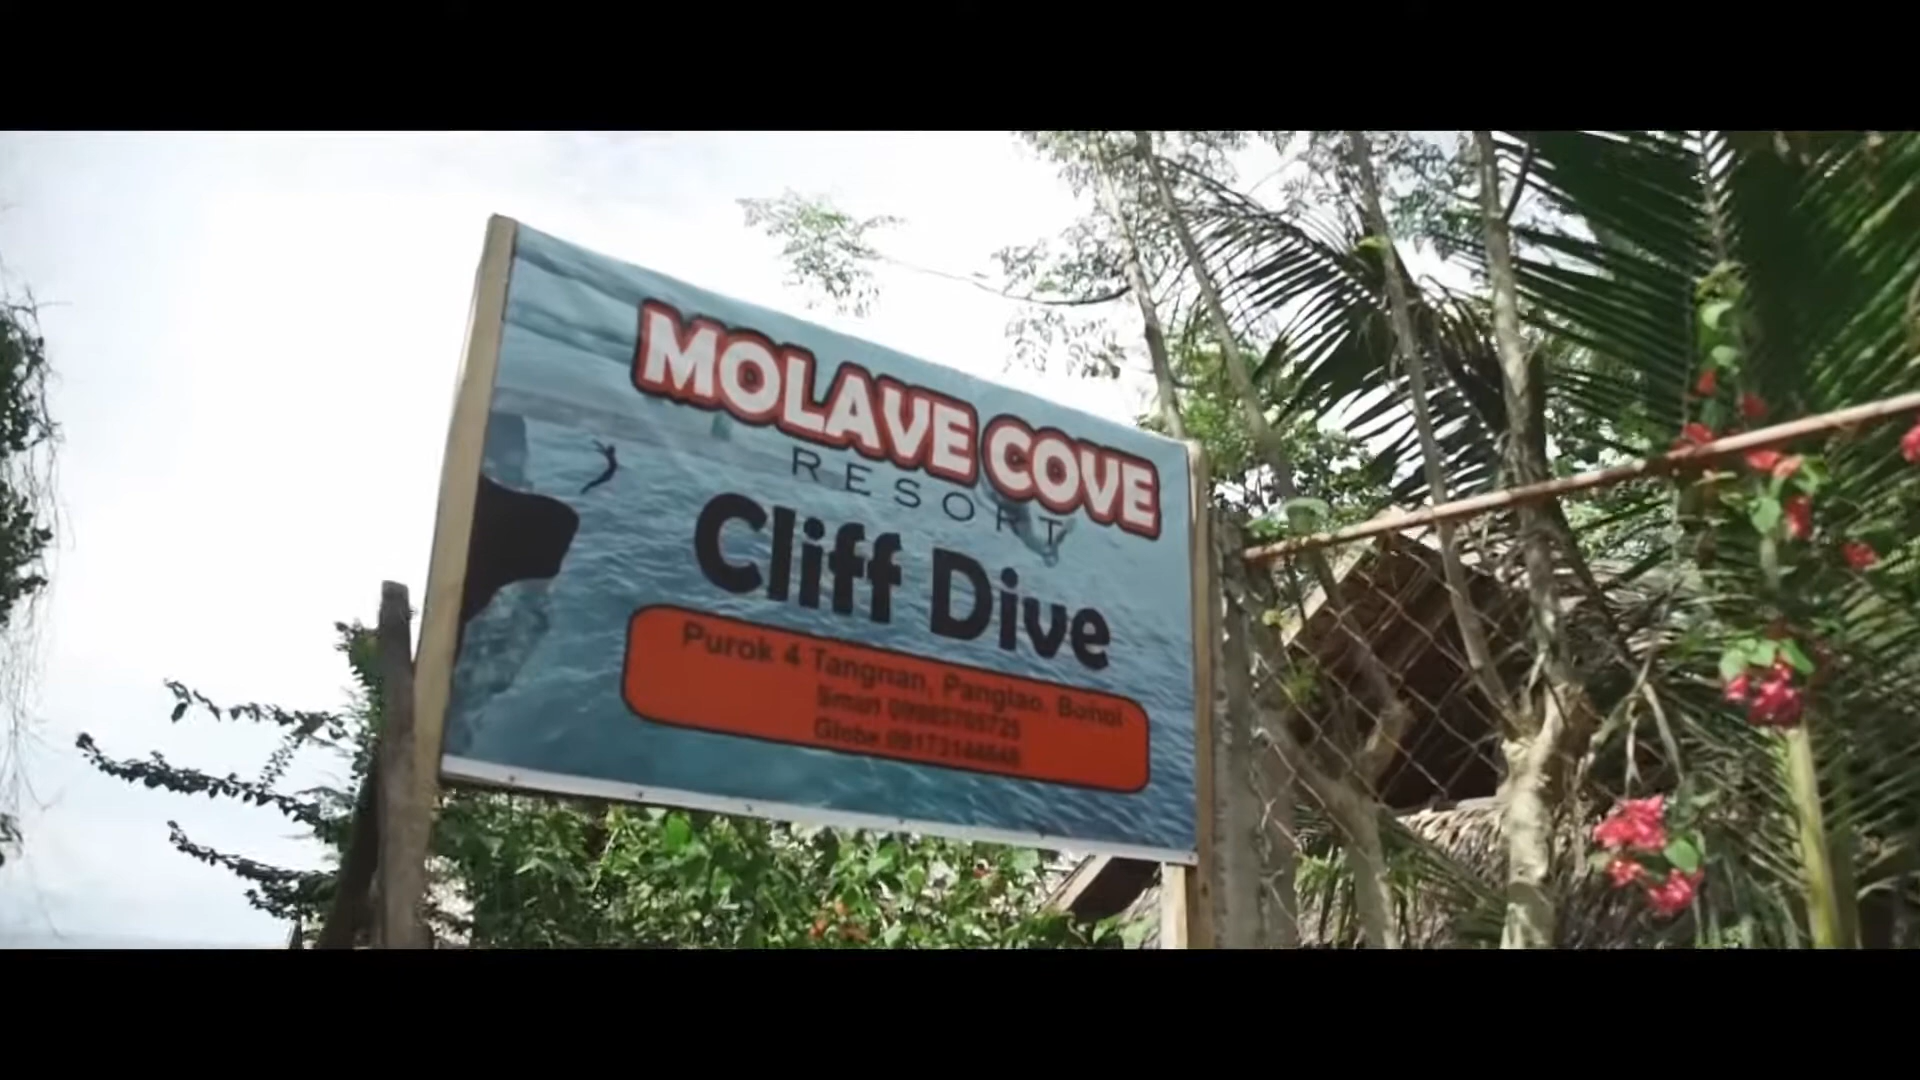 MOLAVE COVE
RESORT
Cliff Dive
Purok 4 Tangnan, Panglao. Bohol
Smart
Globe